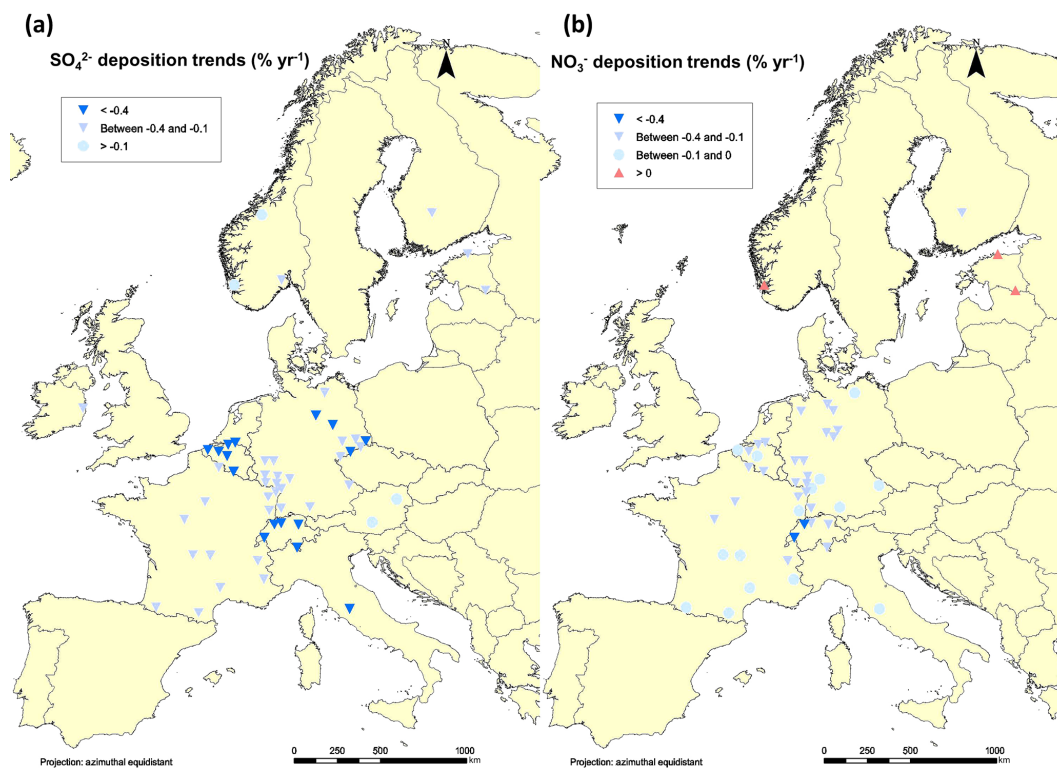 (a)
SO₄²⁻ deposition trends (% yr⁻¹)
N
< -0.4
Between -0.4 and -0.1
> -0.1
Projection: azimuthal equidistant
0 250 500 1000
km
(b)
NO₃⁻ deposition trends (% yr⁻¹)
N
< -0.4
Between -0.4 and -0.1
Between -0.1 and 0
> 0
Projection: azimuthal equidistant
0 250 500 1000
km